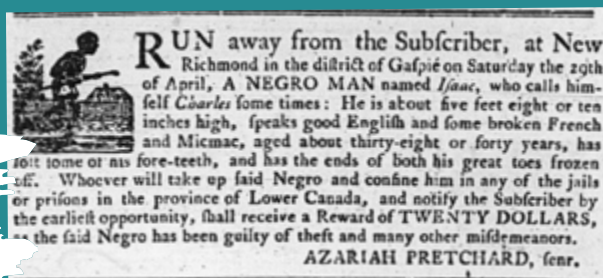 RUN away from the Subſcriber, at New
Richmond in the diſtrict of Gaſpié on Saturday the 29th
of April, A NEGRO MAN named Iſaac, who calls him-
ſelf Charles ſome times: He is about five feet eight or ten
inches high, ſpeaks good Engliſh and ſome broken French
and Micmac, aged about thirty-eight or forty years, has
loſt ſome of his fore-teeth, and has the ends of both his great toes frozen
off. Whoever will take up ſaid Negro and confine him in any of the jails
or priſons in the province of Lower Canada, and notify the Subſcriber by
the earlieſt opportunity, ſhall receive a Reward of TWENTY DOLLARS,
as the ſaid Negro has been guilty of theft and many other miſdemeanors.
AZARIAH PRETCHARD, ſenr.